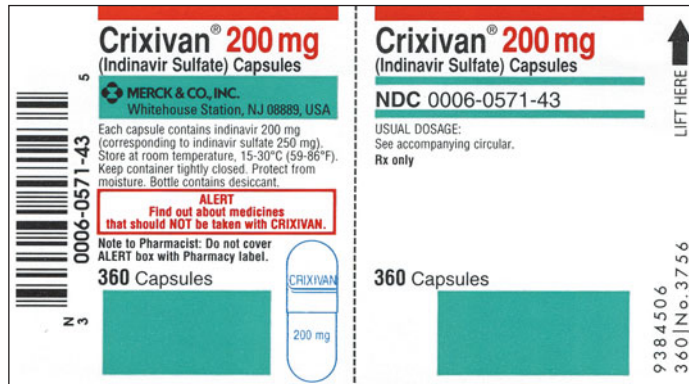 Crixivan® 200 mg
(Indinavir Sulfate) Capsules
MERCK & CO., INC.
Whitehouse Station, NJ 08889, USA
Each capsule contains indinavir 200 mg
(corresponding to indinavir sulfate 250 mg).
Store at room temperature, 15-30°C (59-86°F).
Keep container tightly closed. Protect from
moisture. Bottle contains desiccant.
ALERT
Find out about medicines
that should NOT be taken with CRIXIVAN.
Note to Pharmacist: Do not cover
ALERT box with Pharmacy label.
360 Capsules
CRIXIVAN
200 mg
N 3 0006-0571-43 5
Crixivan® 200 mg
(Indinavir Sulfate) Capsules
NDC 0006-0571-43
USUAL DOSAGE:
See accompanying circular.
Rx only
360 Capsules
LIFT HERE
9384506
360|No.3756